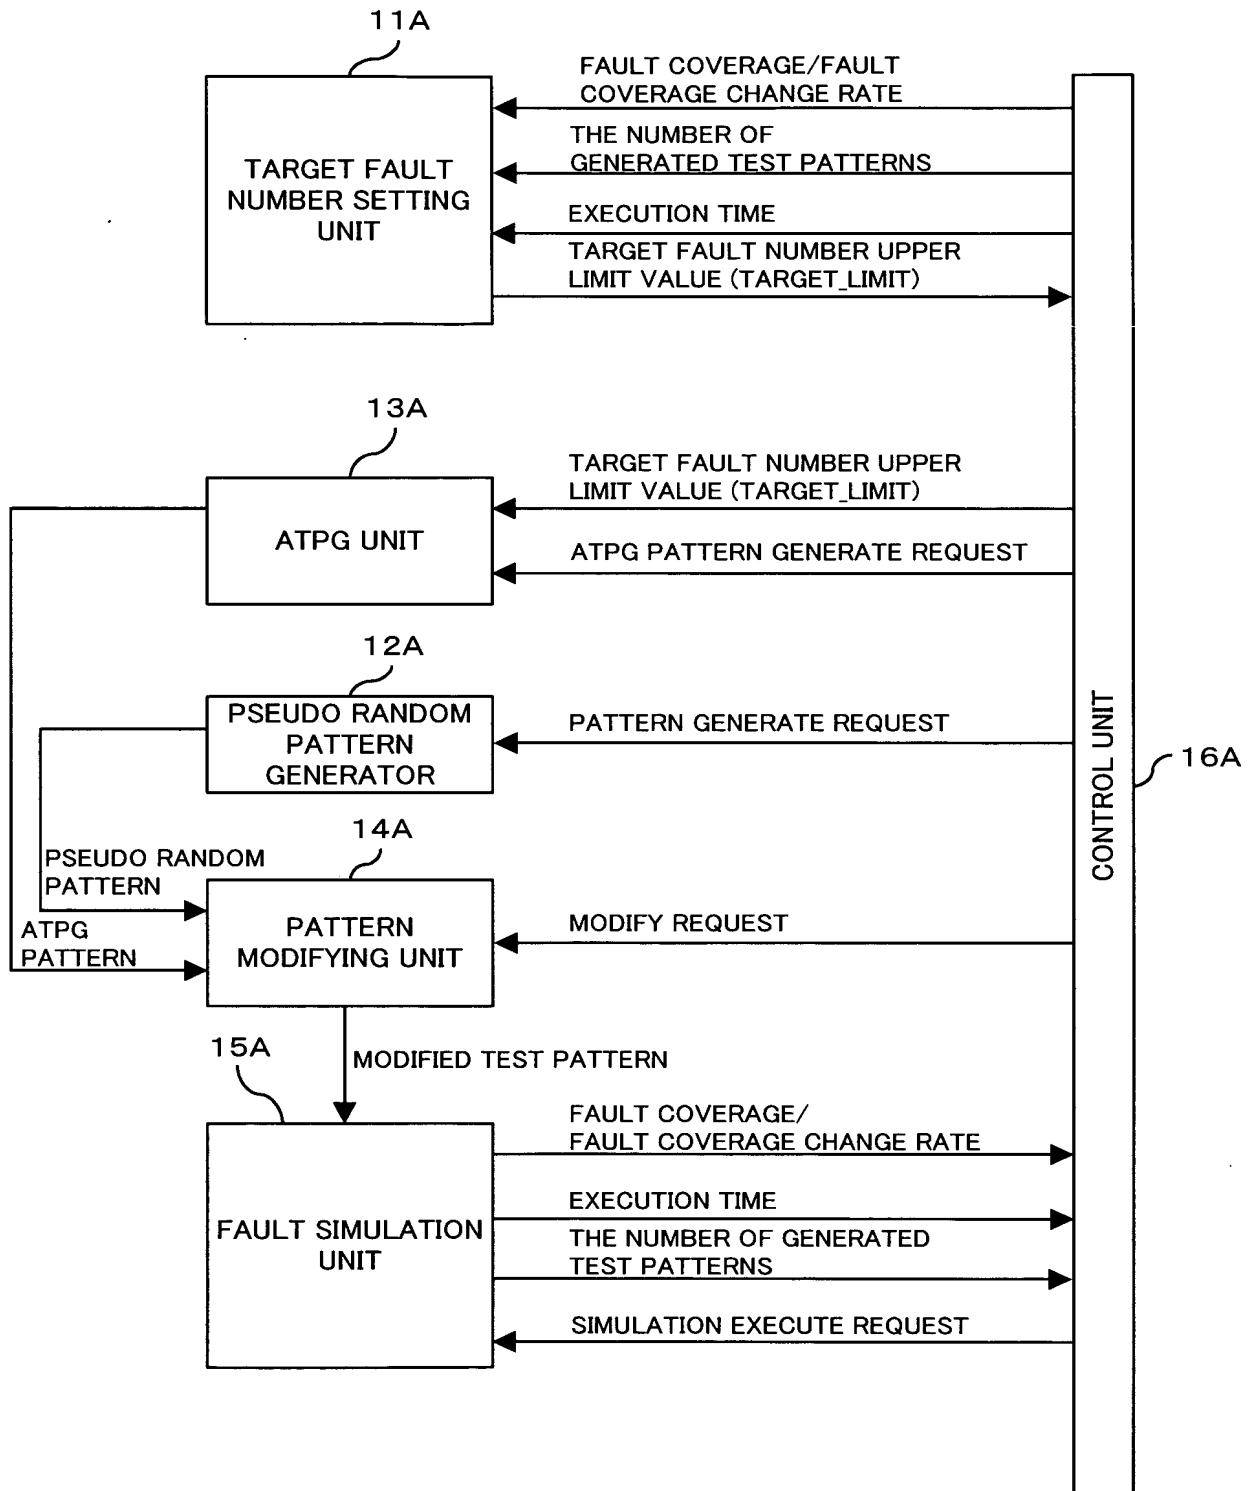 11A
TARGET FAULT
NUMBER SETTING
UNIT
FAULT COVERAGE/FAULT
COVERAGE CHANGE RATE
THE NUMBER OF
GENERATED TEST PATTERNS
EXECUTION TIME
TARGET FAULT NUMBER UPPER
LIMIT VALUE (TARGET_LIMIT)
13A
ATPG UNIT
TARGET FAULT NUMBER UPPER
LIMIT VALUE (TARGET_LIMIT)
ATPG PATTERN GENERATE REQUEST
12A
PSEUDO RANDOM
PATTERN
GENERATOR
PATTERN GENERATE REQUEST
CONTROL UNIT
16A
14A
PSEUDO RANDOM
PATTERN
ATPG
PATTERN
PATTERN
MODIFYING UNIT
MODIFY REQUEST
15A
MODIFIED TEST PATTERN
FAULT SIMULATION
UNIT
FAULT COVERAGE/
FAULT COVERAGE CHANGE RATE
EXECUTION TIME
THE NUMBER OF GENERATED
TEST PATTERNS
SIMULATION EXECUTE REQUEST